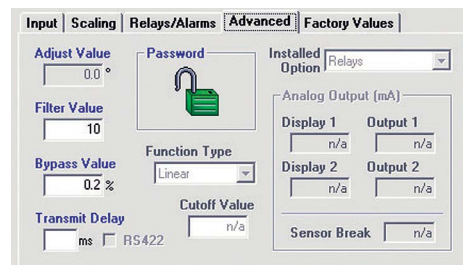 Input Scaling Relays/Alarms Advanced Factory Values
Adjust Value
0.0 °
Filter Value
10
Bypass Value
0.2 %
Transmit Delay
ms RS422
Password
Function Type
Linear
Cutoff Value
n/a
Installed
Option Relays
Analog Output (mA)
Display 1 Output 1
n/a n/a
Display 2 Output 2
n/a n/a
Sensor Break n/a